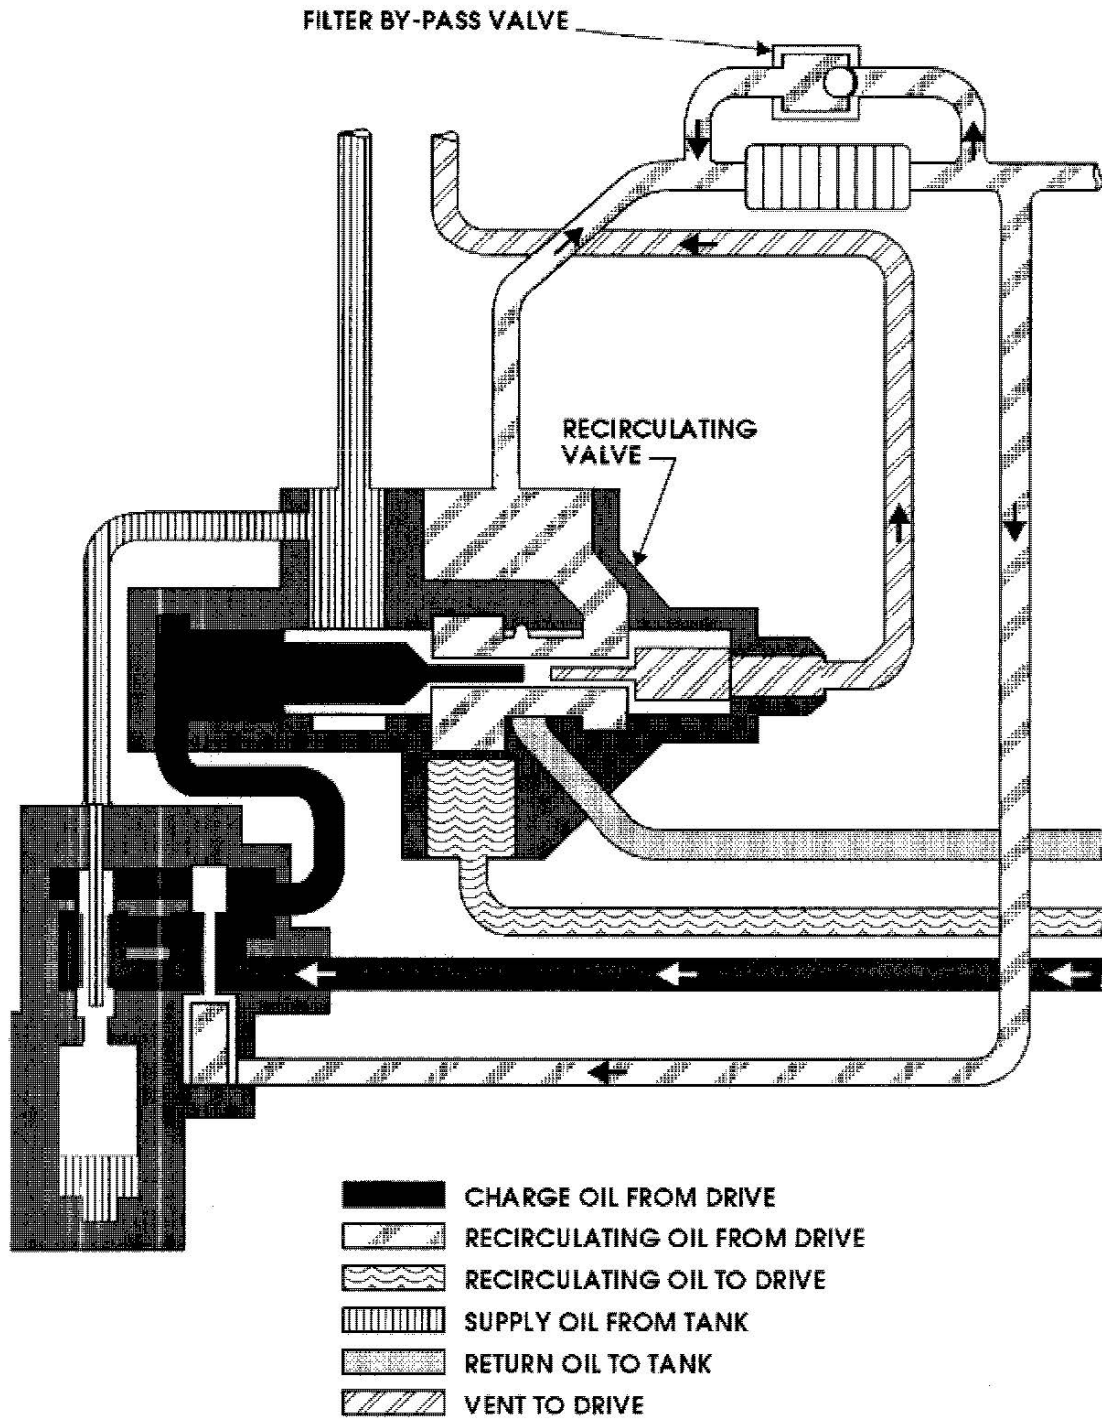 FILTER BY-PASS VALVE
RECIRCULATING
VALVE
CHARGE OIL FROM DRIVE
RECIRCULATING OIL FROM DRIVE
RECIRCULATING OIL TO DRIVE
SUPPLY OIL FROM TANK
RETURN OIL TO TANK
VENT TO DRIVE